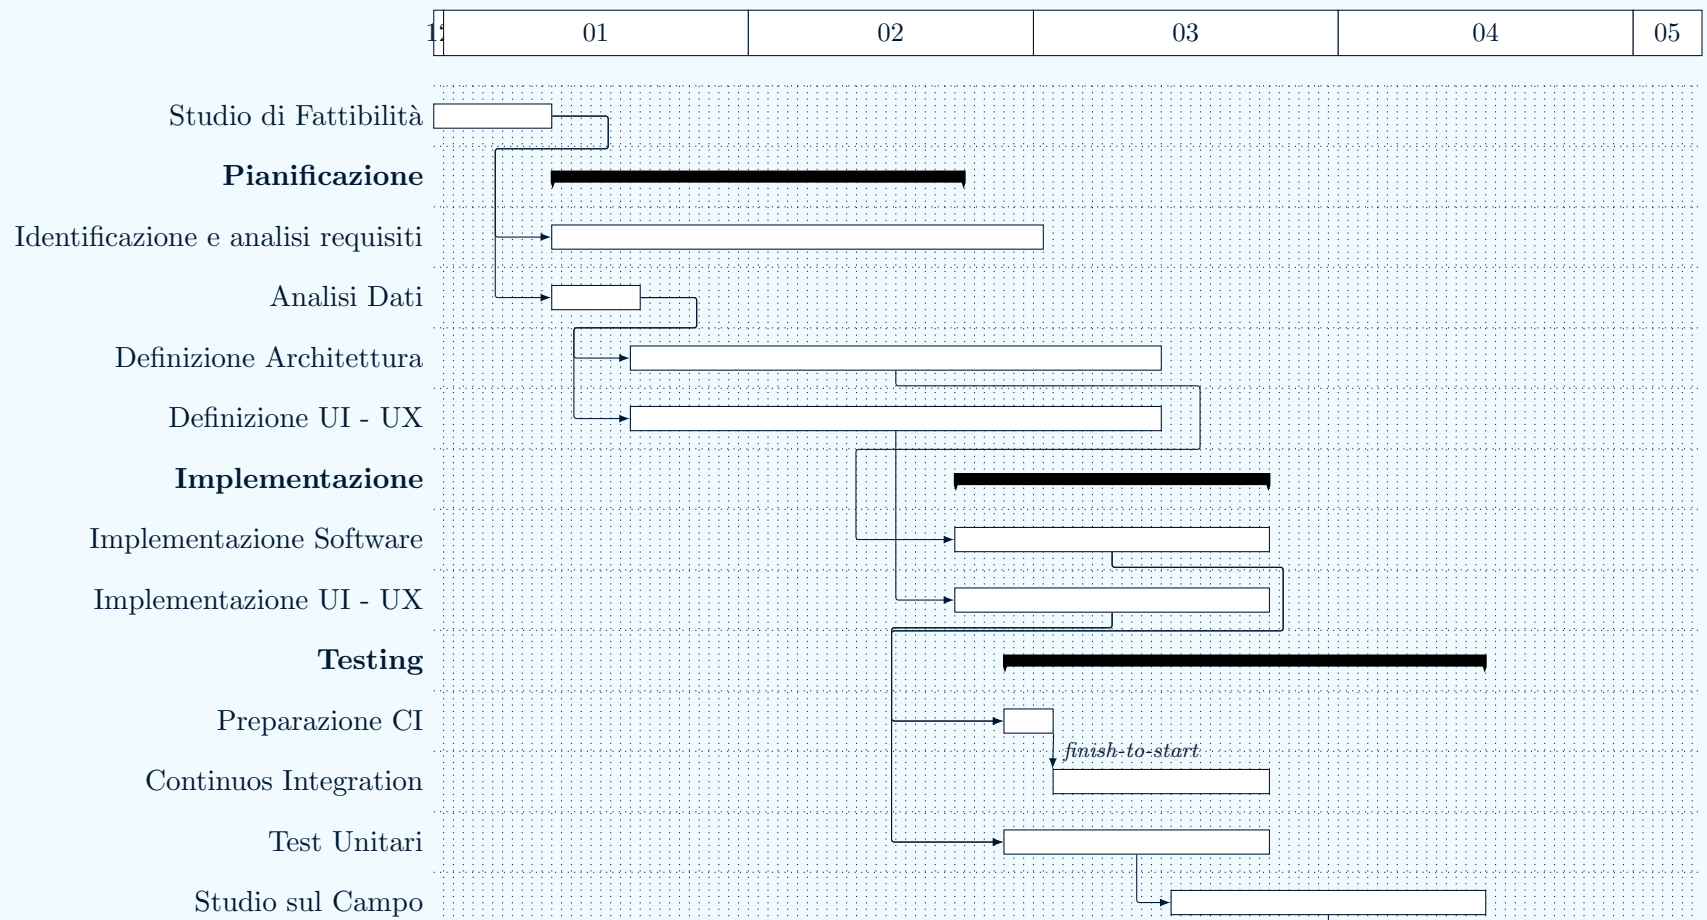 12 01 02 03 04 05
Studio di Fattibilità
Pianificazione
Identificazione e analisi requisiti
Analisi Dati
Definizione Architettura
Definizione UI - UX
Implementazione
Implementazione Software
Implementazione UI - UX
Testing
Preparazione CI
finish-to-start
Continuos Integration
Test Unitari
Studio sul Campo